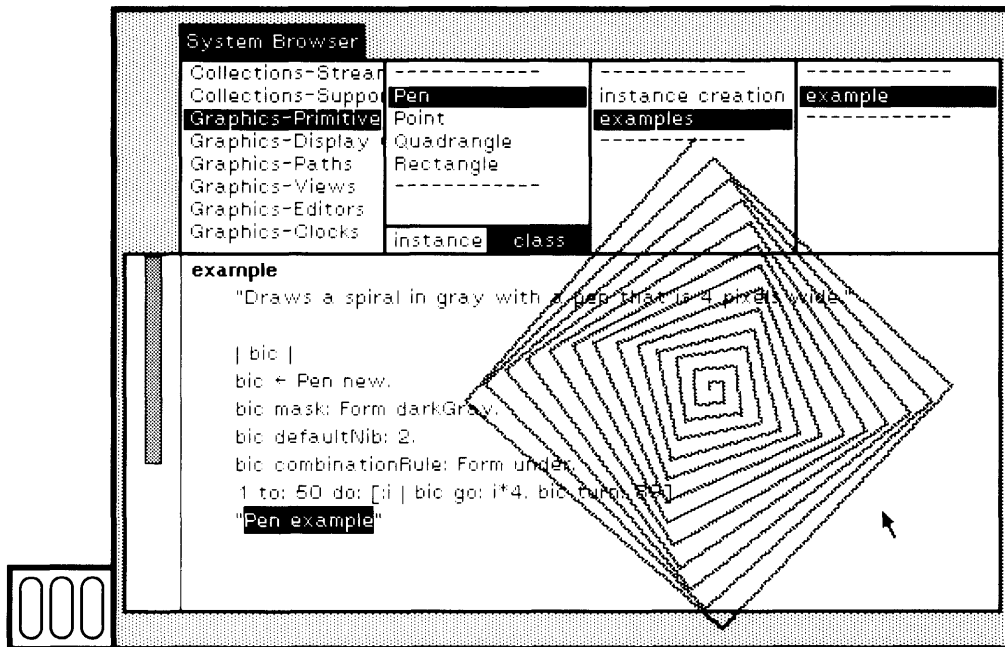 System Browser
Collections-Stream
Collections-Suppo
Graphics-Primitive
Graphics-Display
Graphics-Paths
Graphics-Views
Graphics-Editors
Graphics-Clocks
-------------
Pen
Point
Quadrangle
Rectangle
-------------
instance class
-------------
instance creation
examples
-------------
-------------
example
-------------
example
"Draws a spiral in gray with a pen that is 4 pixels wide."
| bic |
bic ← Pen new.
bic mask: Form darkGray.
bic defaultNib: 2.
bic combinationRule: Form under.
1 to: 50 do: [:i | bic go: i*4. bic turn: 89]
"Pen example"